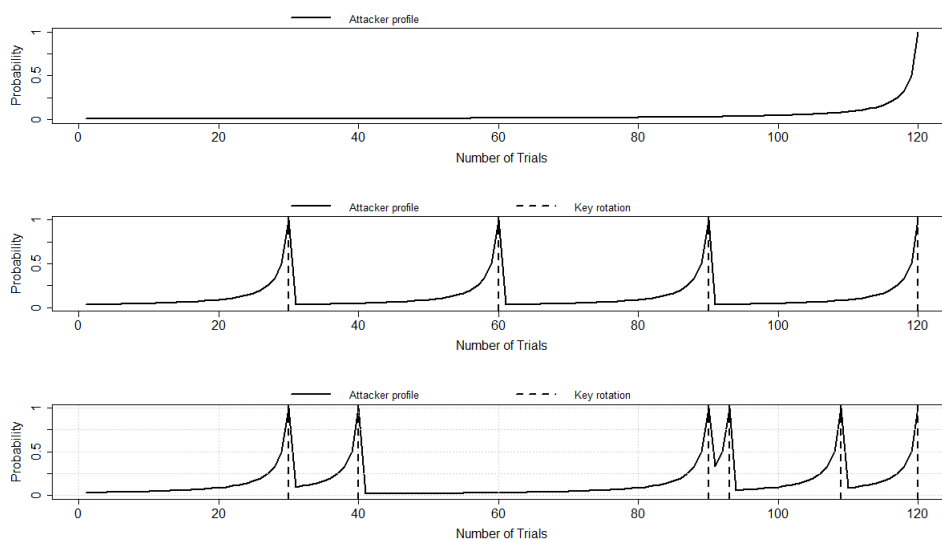 Attacker profile
Probability
1
0.5
0
0 20 40 60 80 100 120
Number of Trials
Attacker profile Key rotation
Probability
1
0.5
0
0 20 40 60 80 100 120
Number of Trials
Attacker profile Key rotation
Probability
1
0.5
0
0 20 40 60 80 100 120
Number of Trials